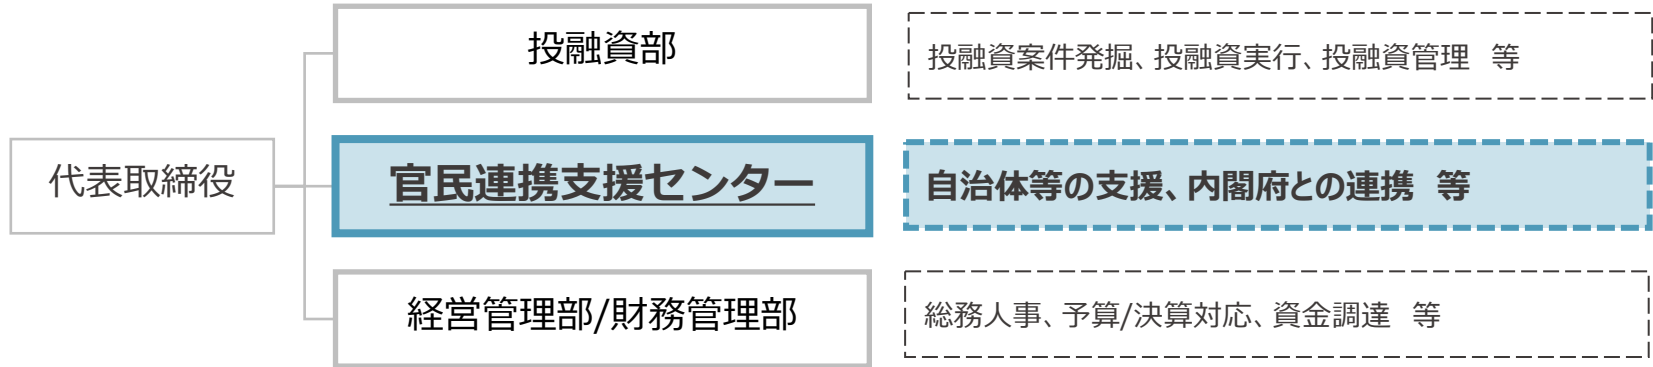 投融資部
投融資案件発掘、投融資実行、投融資管理　等
代表取締役
官民連携支援センター
自治体等の支援、内閣府との連携　等
経営管理部/財務管理部
総務人事、予算/決算対応、資金調達　等